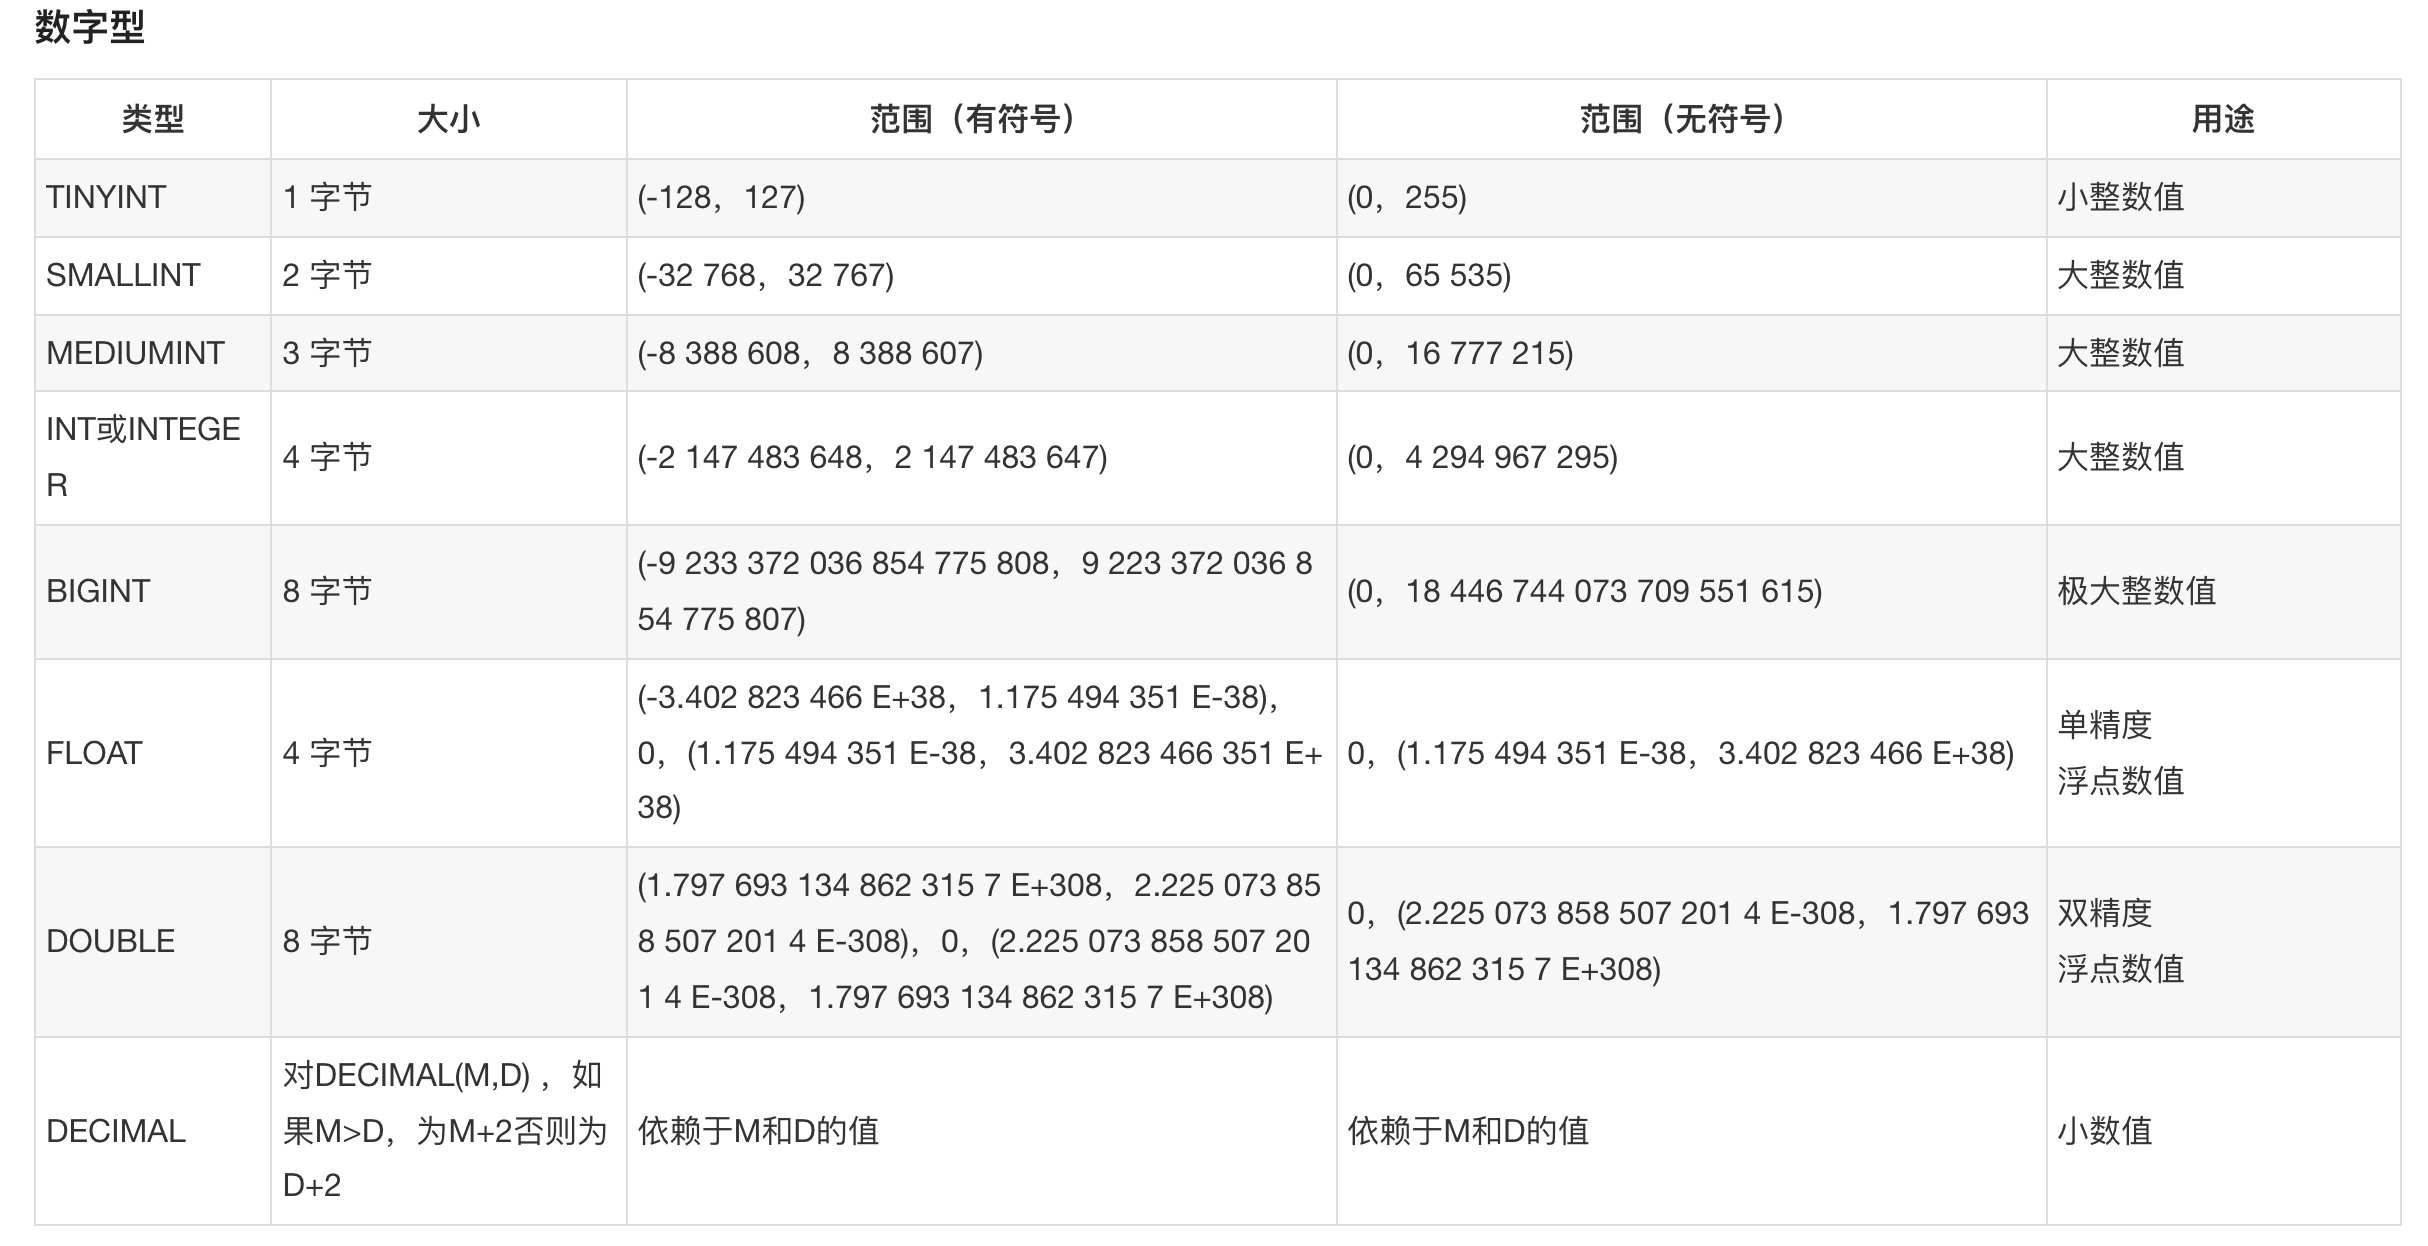 数字型
类型 大小 范围（有符号） 范围（无符号） 用途
TINYINT 1 字节 (-128，127) (0，255) 小整数值
SMALLINT 2 字节 (-32 768，32 767) (0，65 535) 大整数值
MEDIUMINT 3 字节 (-8 388 608，8 388 607) (0，16 777 215) 大整数值
INT或INTEGE
R
4 字节 (-2 147 483 648，2 147 483 647) (0，4 294 967 295) 大整数值
BIGINT 8 字节
(-9 233 372 036 854 775 808，9 223 372 036 8
54 775 807)
(0，18 446 744 073 709 551 615) 极大整数值
FLOAT 4 字节
(-3.402 823 466 E+38，1.175 494 351 E-38)，
0，(1.175 494 351 E-38，3.402 823 466 351 E+
38)
0，(1.175 494 351 E-38，3.402 823 466 E+38)
单精度
浮点数值
DOUBLE 8 字节
(1.797 693 134 862 315 7 E+308，2.225 073 85
8 507 201 4 E-308)，0，(2.225 073 858 507 20
1 4 E-308，1.797 693 134 862 315 7 E+308)
0，(2.225 073 858 507 201 4 E-308，1.797 693
134 862 315 7 E+308)
双精度
浮点数值
DECIMAL
对DECIMAL(M,D) ，如
果M>D，为M+2否则为
D+2
依赖于M和D的值 依赖于M和D的值 小数值